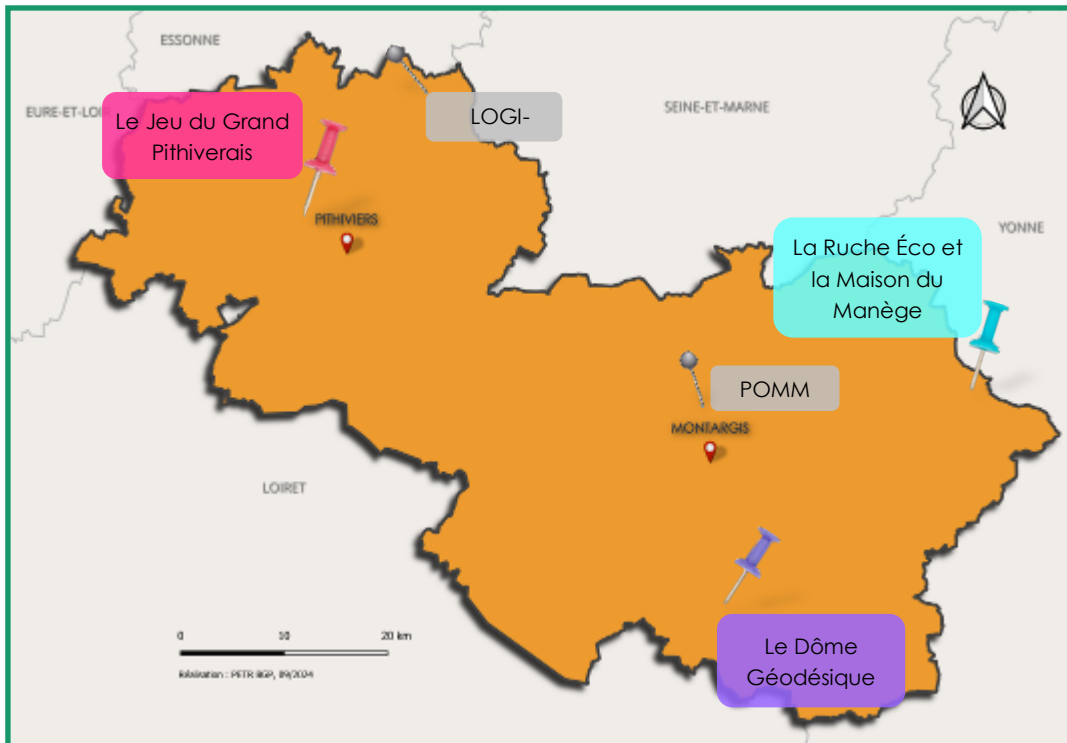 ESSONNE
EURE-ET-LOIR
SEINE-ET-MARNE
LOGI-
Le Jeu du Grand
Pithiverais
PITHIVIERS
YONNE
La Ruche Éco et
la Maison du
Manège
POMM
MONTARGIS
LOIRET
0 10 20 km
Réalisation : PETR BGP, 09/2024
Le Dôme
Géodésique